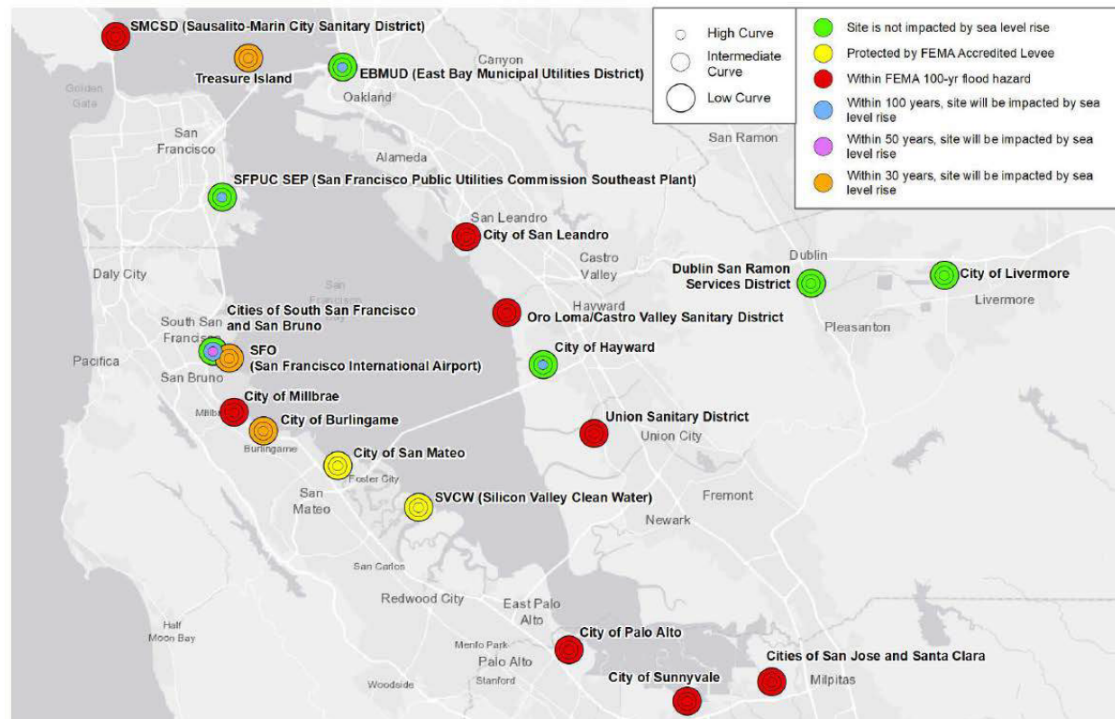 SMCSD (Sausalito-Marin City Sanitary District)
Treasure Island
EBMUD (East Bay Municipal Utilities District)
Canyon
Oakland
Golden
Gate
San
Francisco
Alameda
San Ramon
SFPUC SEP (San Francisco Public Utilities Commission Southeast Plant)
San Leandro
City of San Leandro
Castro
Valley
Dublin
Dublin San Ramon
Services District
City of Livermore
Livermore
Daly City
San
Hayward
Oro Loma/Castro Valley Sanitary District
Pleasanton
Cities of South San Francisco
and San Bruno
South San
Francisco
SFO
(San Francisco International Airport)
City of Hayward
Pacifica
San Bruno
City of Millbrae
City of Burlingame
Burlingame
Union Sanitary District
Union City
City of San Mateo
Foster City
San
Mateo
SVCW (Silicon Valley Clean Water)
Fremont
Newark
San Carlos
Redwood City
East Palo
Alto
Half
Moon Bay
Menlo Park
Palo Alto
Stanford
Woodside
City of Palo Alto
City of Sunnyvale
Cities of San Jose and Santa Clara
Milpitas
High Curve
Intermediate
Curve
Low Curve
Site is not impacted by sea level rise
Protected by FEMA Accredited Levee
Within FEMA 100-yr flood hazard
Within 100 years, site will be impacted by sea
level rise
Within 50 years, site will be impacted by sea
level rise
Within 30 years, site will be impacted by sea
level rise